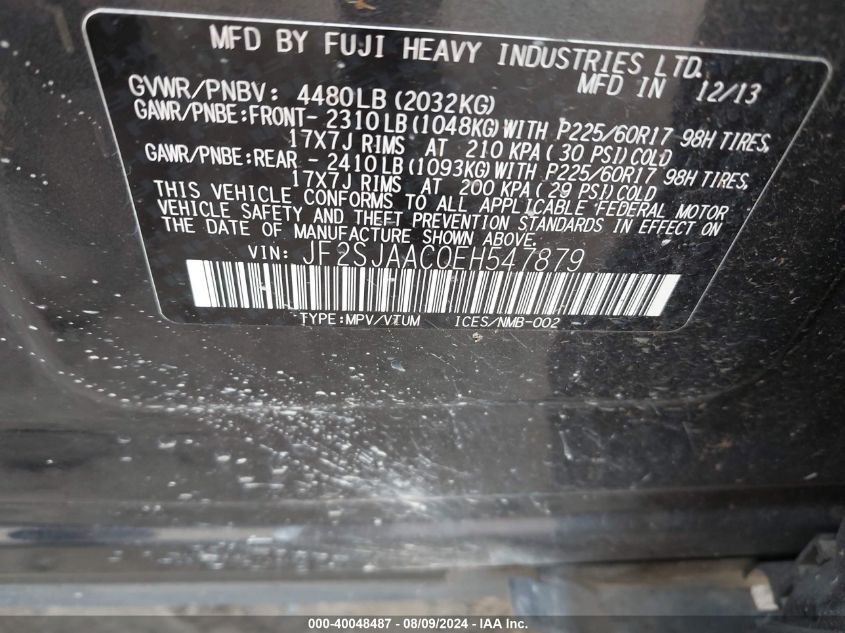 MFD BY FUJI HEAVY INDUSTRIES LTD.
MFD IN 12/13
GVWR/PNBV: 4480LB(2032KG)
GAWR/PNBE:FRONT- 2310LB(1048KG)WITH P225/60R17 98H TIRES,
17X7J RIMS AT 210 KPA( 30 PSI)COLD
GAWR/PNBE:REAR - 2410LB(1093KG)WITH P225/60R17 98H TIRES,
17X7J RIMS AT 200 KPA( 29 PSI)COLD
THIS VEHICLE CONFORMS TO ALL APPLICABLE FEDERAL MOTOR
VEHICLE SAFETY AND THEFT PREVENTION STANDARDS IN EFFECT ON
THE DATE OF MANUFACTURE SHOWN ABOVE.
VIN: JF2SJAAC0EH547879
TYPE:MPV/VTUM ICES/NMB-002
000-40048487 - 08/09/2024 - © IAA Inc.